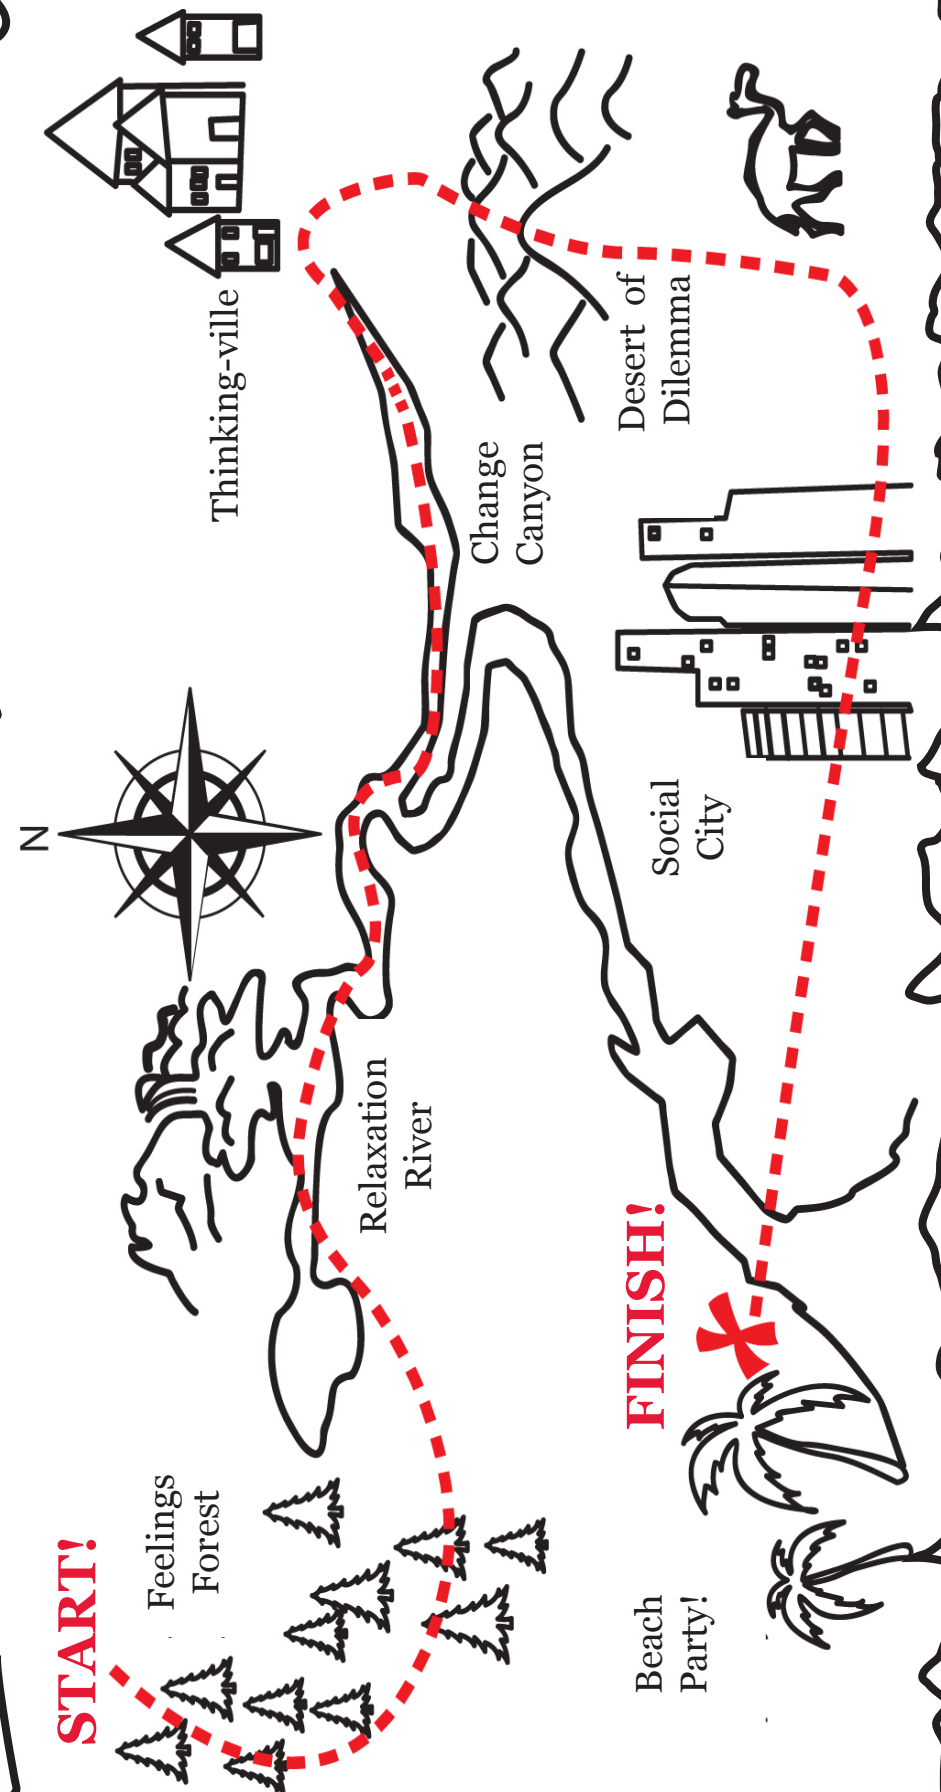 START!
Feelings
Forest
N
Thinking-ville
Relaxation
River
Change
Canyon
Desert of
Dilemma
Social
City
FINISH!
Beach
Party!